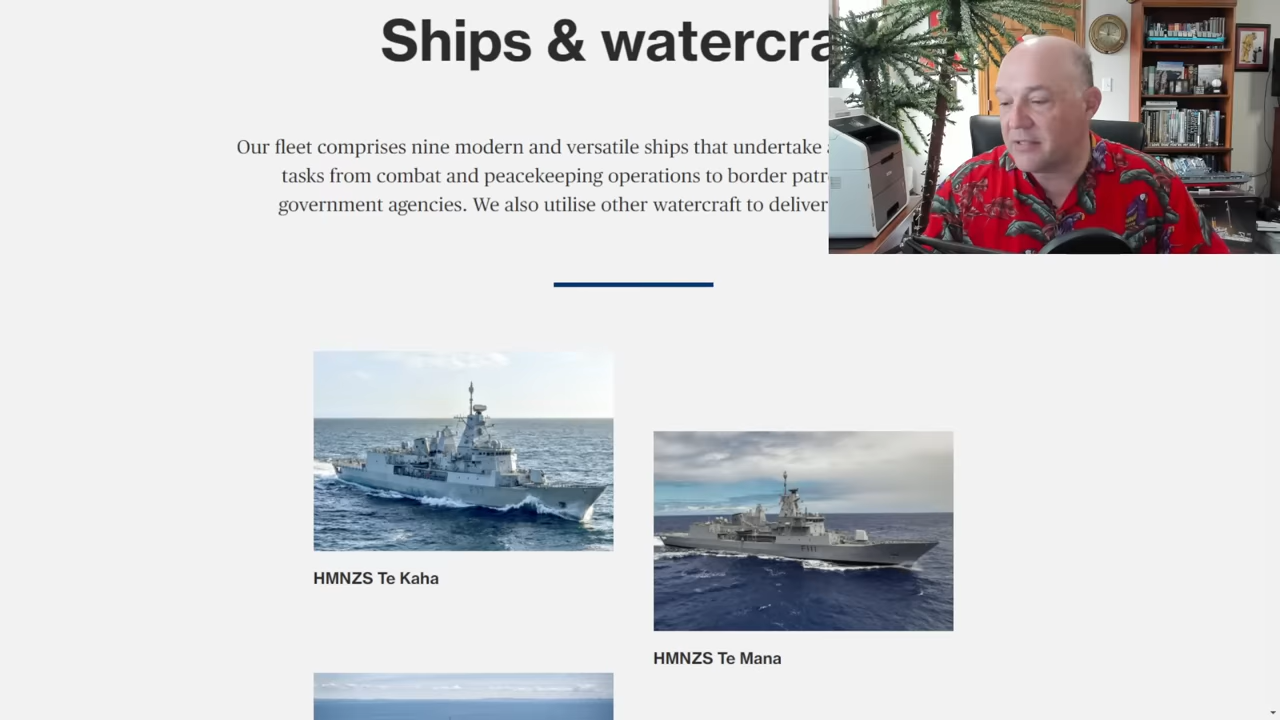 Ships & watercra
Our fleet comprises nine modern and versatile ships that undertake
tasks from combat and peacekeeping operations to border patr
government agencies. We also utilise other watercraft to deliver
HMNZS Te Kaha
F111
HMNZS Te Mana